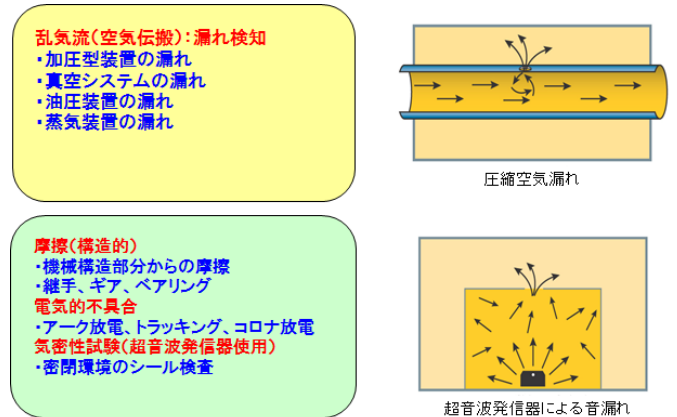 乱気流(空気伝搬):漏れ検知
・加圧型装置の漏れ
・真空システムの漏れ
・油圧装置の漏れ
・蒸気装置の漏れ
圧縮空気漏れ
摩擦(構造的)
・機械構造部分からの摩擦
・継手、ギア、ベアリング
電気的不具合
・アーク放電、トラッキング、コロナ放電
気密性試験(超音波発信器使用)
・密閉環境のシール検査
超音波発信器による音漏れ